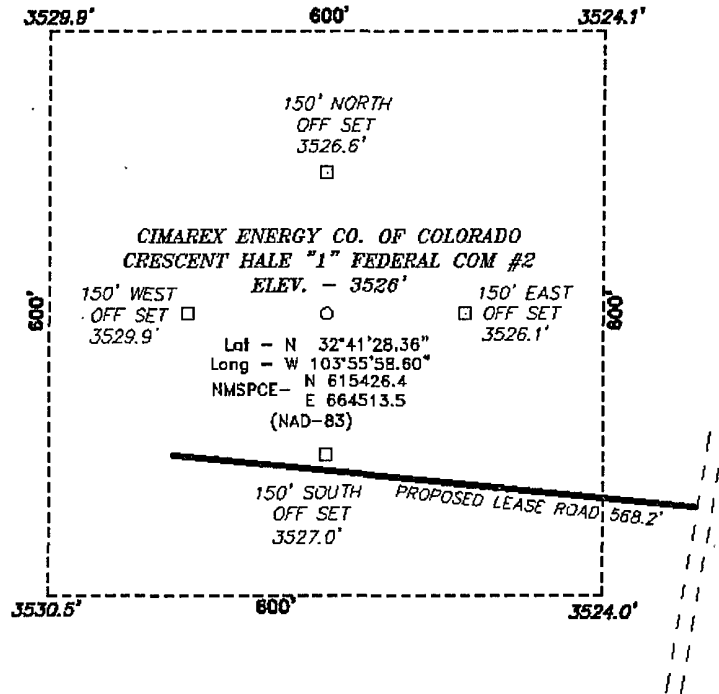 3529.9' 600' 3524.1'
150' NORTH
OFF SET
3526.6'
CIMAREX ENERGY CO. OF COLORADO
CRESCENT HALE "1" FEDERAL COM #2
ELEV. - 3526'
150' WEST
OFF SET
3529.9'
150' EAST
OFF SET
3526.1'
600'
600'
Lat - N 32°41'28.36"
Long - W 103°55'58.60"
NMSPCE- N 615426.4
E 664513.5
(NAD-83)
150' SOUTH
OFF SET
3527.0'
PROPOSED LEASE ROAD 568.2'
3530.5' 600' 3524.0'